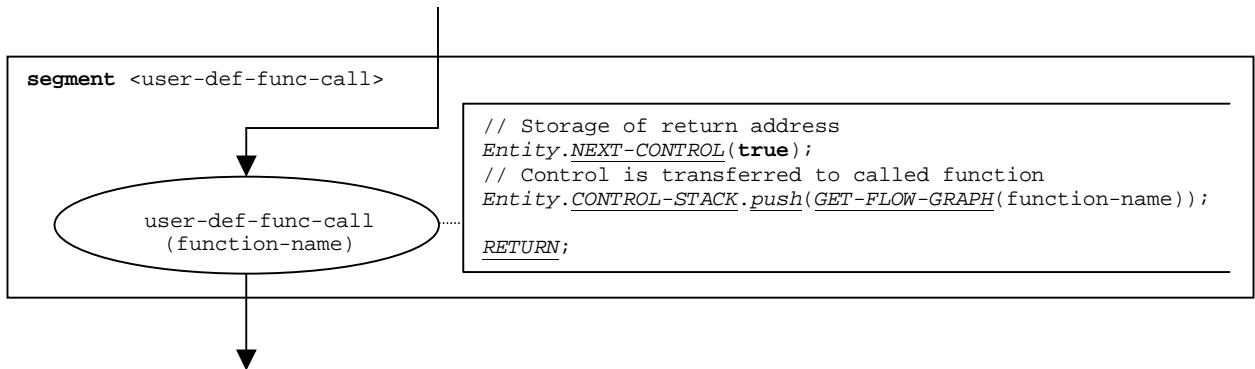 segment <user-def-func-call>
// Storage of return address
Entity.NEXT-CONTROL(true);
// Control is transferred to called function
Entity.CONTROL-STACK.push(GET-FLOW-GRAPH(function-name));
user-def-func-call
(function-name)
RETURN;